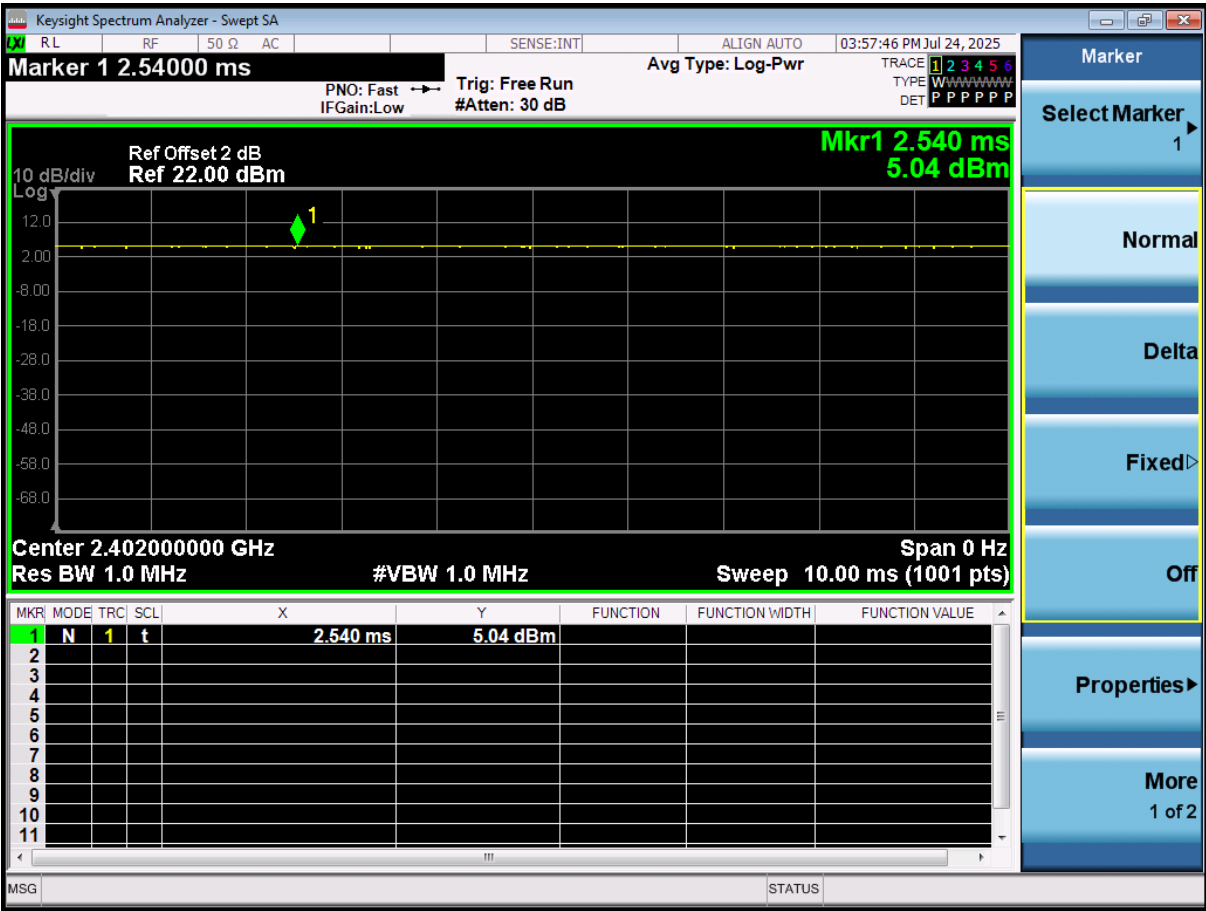 Keysight Spectrum Analyzer - Swept SA
LXI RL RF 50 Ω AC SENSE:INT ALIGN AUTO 03:57:46 PM Jul 24, 2025
Marker 1 2.54000 ms
PNO: Fast
IFGain:Low
Trig: Free Run
#Atten: 30 dB
Avg Type: Log-Pwr
TRACE 1 2 3 4 5 6
TYPE WWWWWW
DET P P P P P P
Mkr1 2.540 ms
5.04 dBm
Ref Offset 2 dB
10 dB/div Ref 22.00 dBm
Log
1
12.0
2.00
-8.00
-18.0
-28.0
-38.0
-48.0
-58.0
-68.0
Center 2.402000000 GHz Span 0 Hz
Res BW 1.0 MHz #VBW 1.0 MHz Sweep 10.00 ms (1001 pts)
MKR MODE TRC SCL X Y FUNCTION FUNCTION WIDTH FUNCTION VALUE
1 N 1 t 2.540 ms 5.04 dBm
2
3
4
5
6
7
8
9
10
11
MSG STATUS
Marker
Select Marker
1
Normal
Delta
Fixed
Off
Properties
More
1 of 2